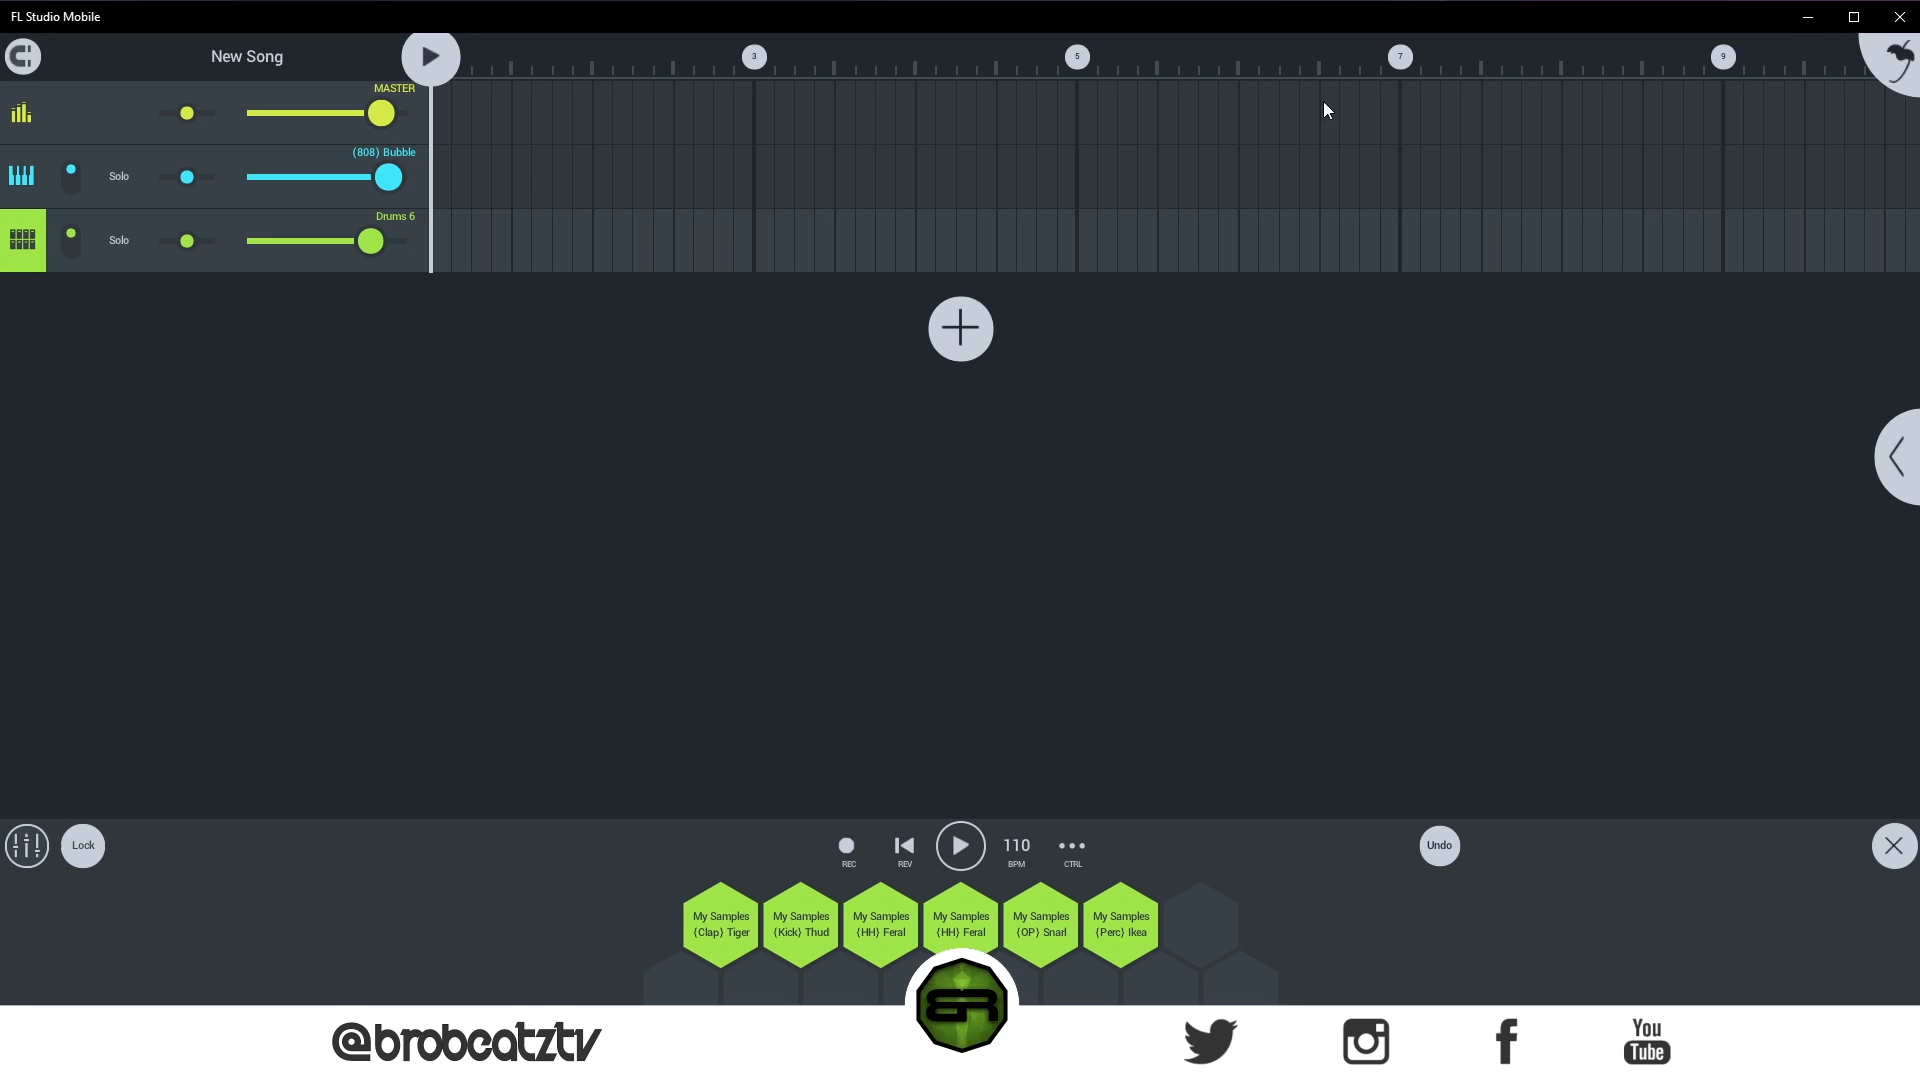 FL Studio Mobile
New Song
3
5
7
9
MASTER
(808) Bubble
Solo
Drums 6
Solo
Lock
REC
REV
110
BPM
CTRL
Undo
My Samples
{Clap} Tiger
My Samples
{Kick} Thud
My Samples
{HH} Feral
My Samples
{HH} Feral
My Samples
{OP} Snarl
My Samples
{Perc} Ikea
BR
@brobeatztv
You
Tube